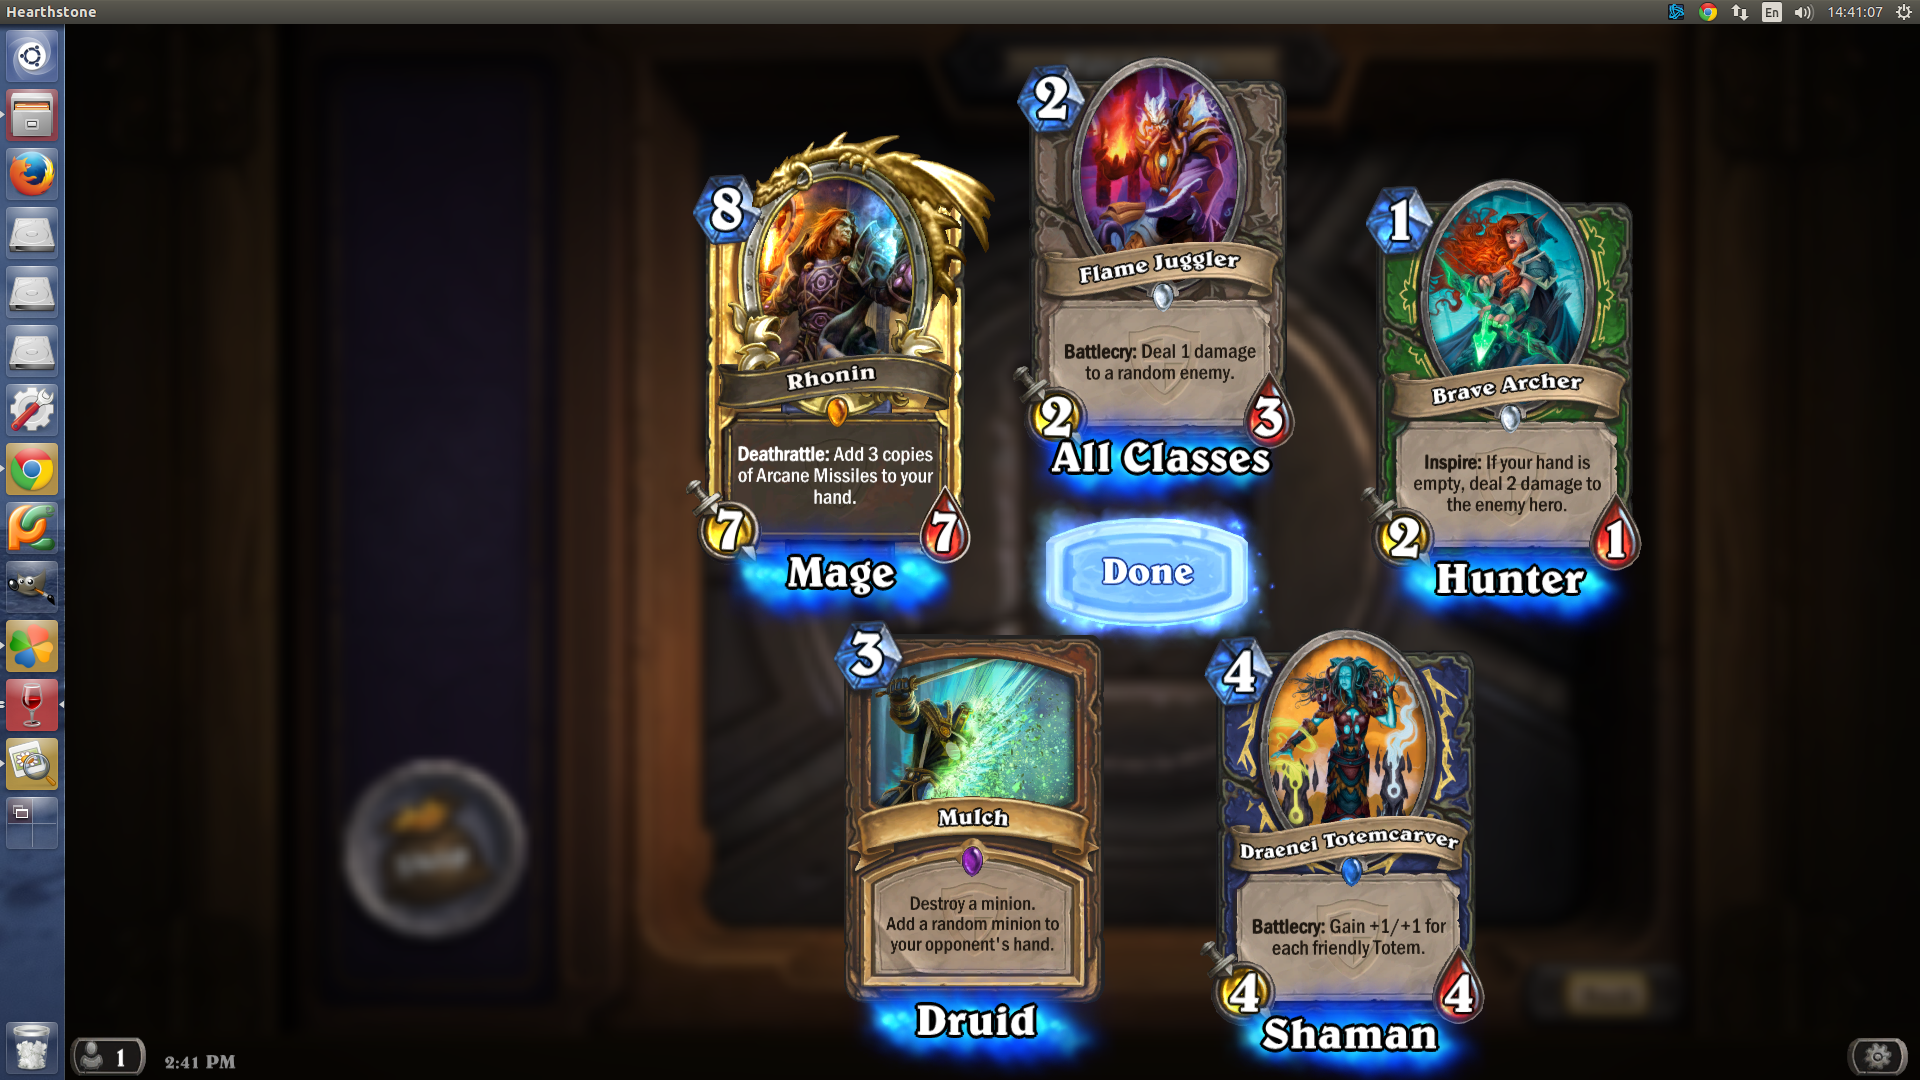 Hearthstone
En
14:41:07
2
Flame Juggler
Battlecry: Deal 1 damage
to a random enemy.
2
3
All Classes
8
Rhonin
Deathrattle: Add 3 copies
of Arcane Missiles to your
hand.
7
7
Mage
1
Brave Archer
Inspire: If your hand is
empty, deal 2 damage to
the enemy hero.
2
1
Hunter
Done
3
Mulch
Destroy a minion.
Add a random minion to
your opponent's hand.
Druid
4
Draenei Totemcarver
Battlecry: Gain +1/+1 for
each friendly Totem.
4
4
Shaman
1
2:41 PM